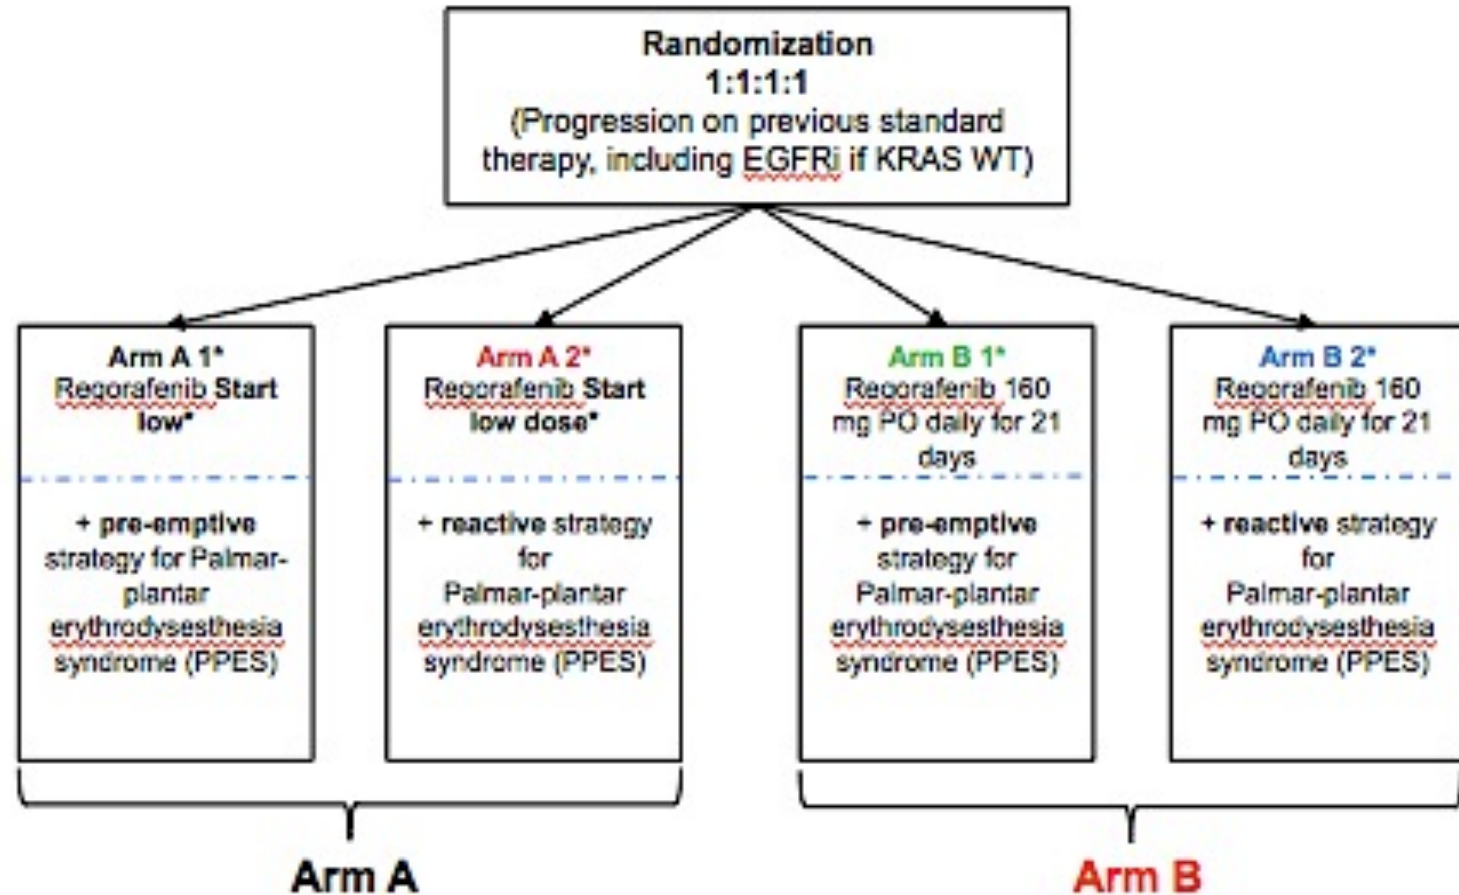 Randomization
1:1:1:1
(Progression on previous standard
therapy, including EGFRi if KRAS WT)
Arm A 1*
Regorafenib Start
low*
+ pre-emptive
strategy for Palmar-
plantar
erythrodysesthesia
syndrome (PPES)
Arm A 2*
Regorafenib Start
low dose*
+ reactive strategy
for
Palmar-plantar
erythrodysesthesia
syndrome (PPES)
Arm B 1*
Regorafenib 160
mg PO daily for 21
days
+ pre-emptive
strategy for
Palmar-plantar
erythrodysesthesia
syndrome (PPES)
Arm B 2*
Regorafenib 160
mg PO daily for 21
days
+ reactive strategy
for
Palmar-plantar
erythrodysesthesia
syndrome (PPES)
Arm A
Arm B